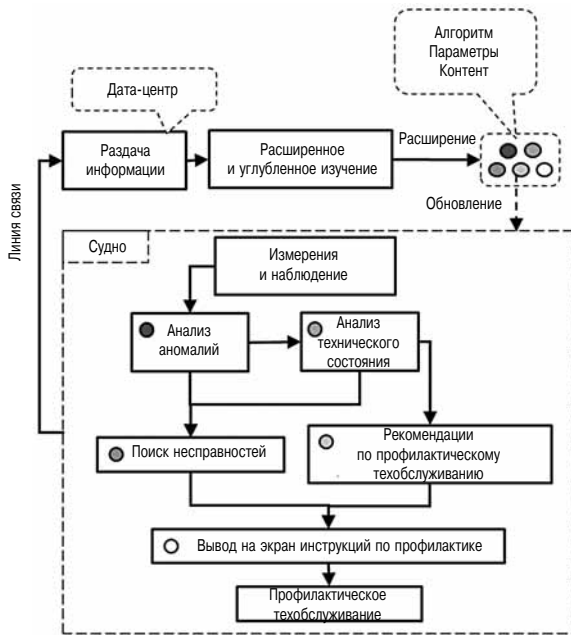 Алгоритм
Параметры
Контент
Дата-центр
Раздача
информации
Расширенное
и углубленное изучение
Расширение
Обновление
Линия связи
Судно
Измерения
и наблюдение
Анализ
аномалий
Анализ
технического
состояния
Поиск несправностей
Рекомендации
по профилактическому
техобслуживанию
Вывод на экран инструкций по профилактике
Профилактическое
техобслуживание